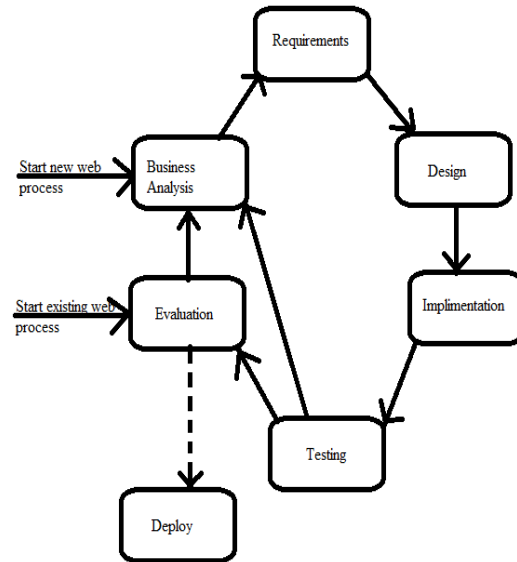 Requirements
Start new web
process
Business
Analysis
Design
Start existing web
process
Evaluation
Implimentation
Testing
Deploy